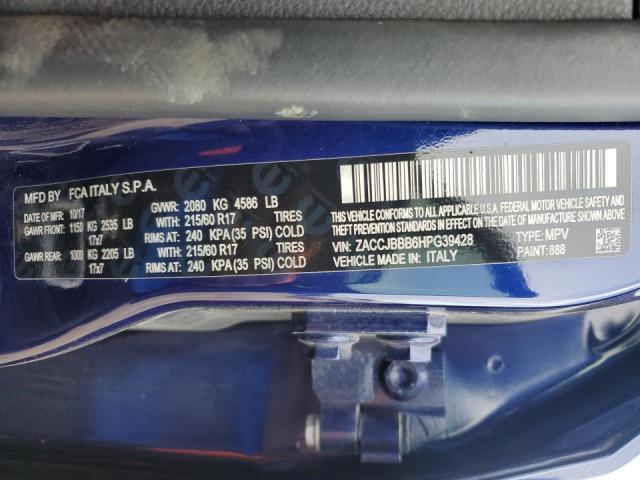 MFD BY FCA ITALY S.P.A.
DATE OF MFR: 10/17 GVWR: 2080 KG 4586 LB
GAWR FRONT: 1150 KG 2535 LB WITH: 215/60 R17 TIRES
17x7 RIMS AT: 240 KPA(35 PSI) COLD
GAWR REAR: 1000 KG 2205 LB WITH: 215/60 R17 TIRES
17x7 RIMS AT: 240 KPA(35 PSI) COLD
THIS VEHICLE CONFORMS TO ALL APPLICABLE U.S.A. FEDERAL MOTOR VEHICLE SAFETY
AND THEFT PREVENTION STANDARDS IN EFFECT ON THE DATE OF MANUFACTURE SHOWN ABOVE
VIN: ZACCJBBB6HPG39428 TYPE: MPV
VEHICLE MADE IN: ITALY PAINT:888